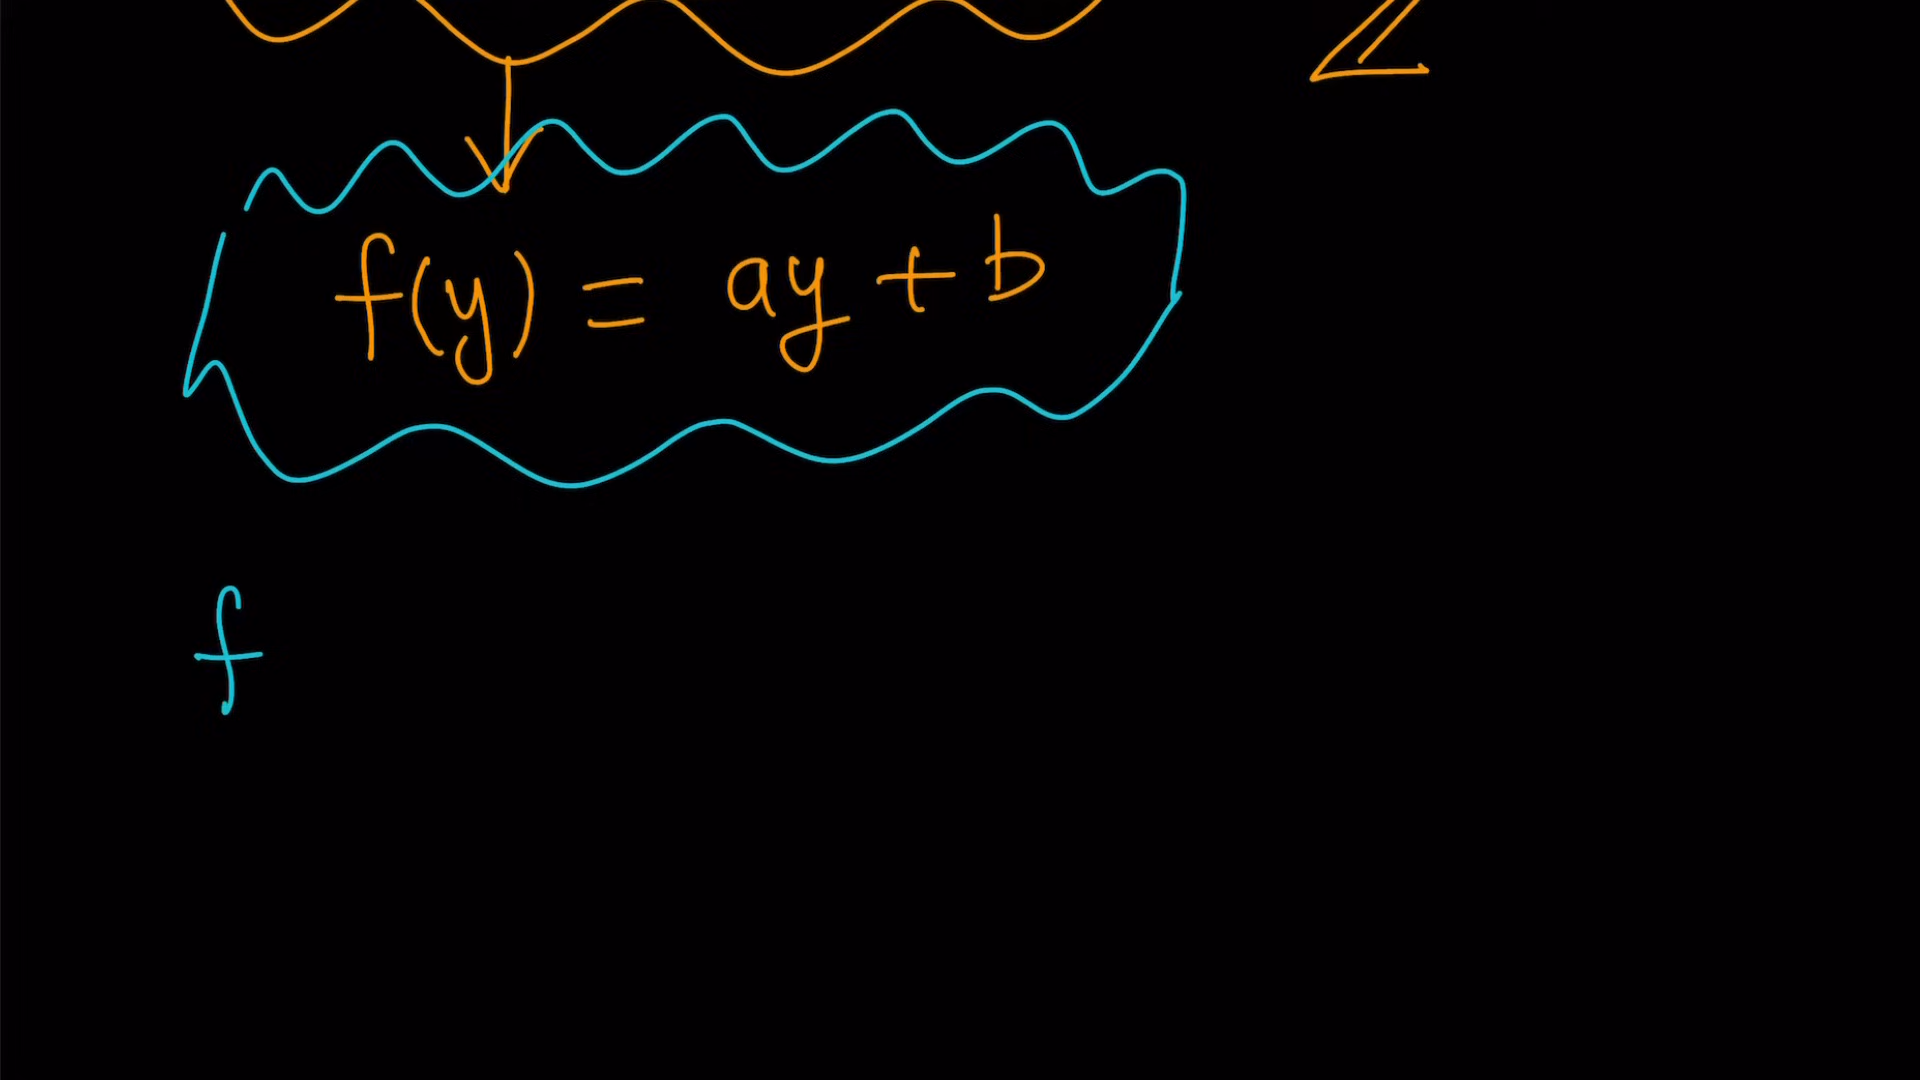 f(y) = ay + b
f